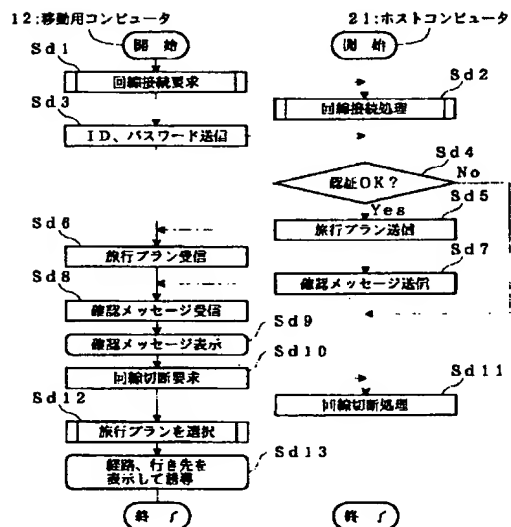 12:移動用コンピュータ
21:ホストコンピュータ
開始
開始
Sd1
回線接続要求
Sd2
回線接続処理
Sd3
ID、パスワード送信
Sd4
認証OK?
No
Yes
Sd5
旅行プラン送信
Sd6
旅行プラン受信
Sd7
確認メッセージ送信
Sd8
確認メッセージ受信
Sd9
確認メッセージ表示
Sd10
回線切断要求
Sd11
回線切断処理
Sd12
旅行プランを選択
Sd13
経路、行き先を
表示して誘導
終了
終了